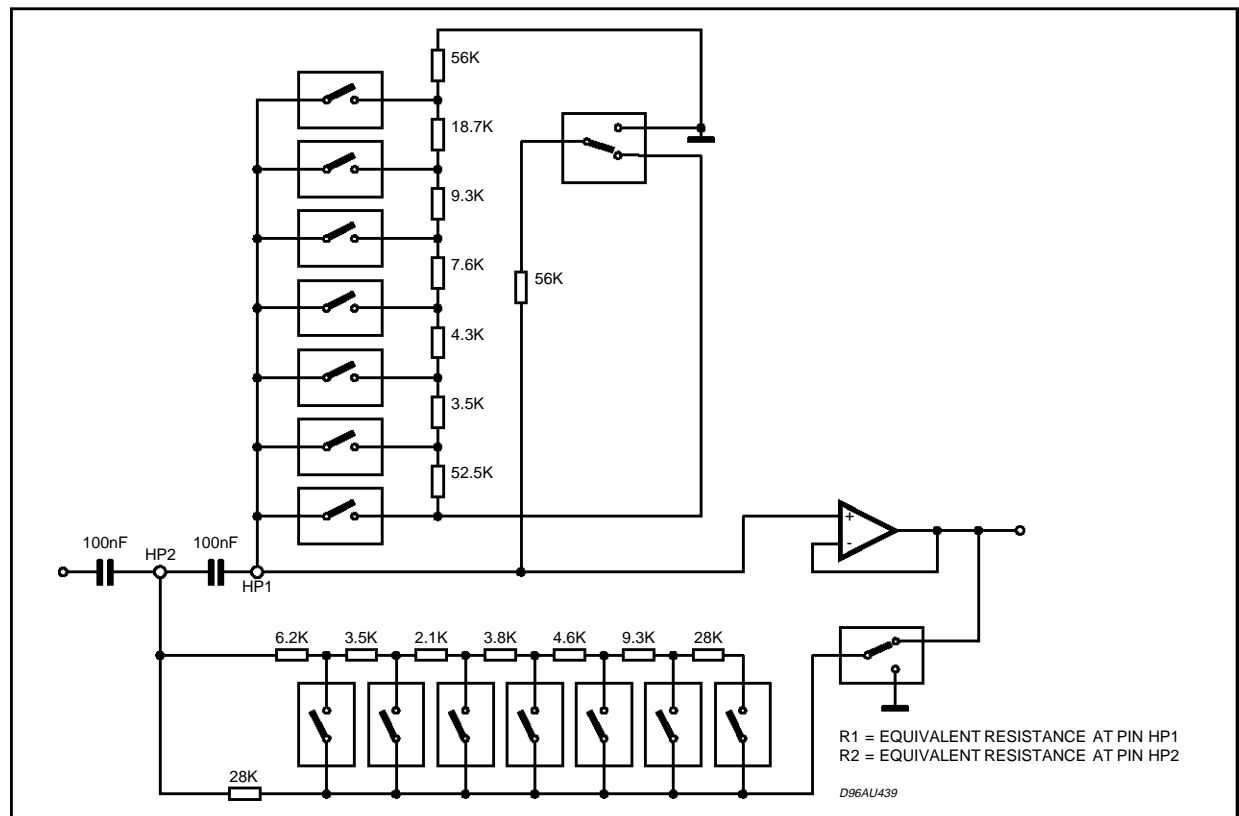 56K
18.7K
9.3K
7.6K
56K
4.3K
3.5K
52.5K
+
-
100nF
HP2
100nF
HP1
6.2K
3.5K
2.1K
3.8K
4.6K
9.3K
28K
28K
R1 = EQUIVALENT RESISTANCE AT PIN HP1
R2 = EQUIVALENT RESISTANCE AT PIN HP2
D96AU439